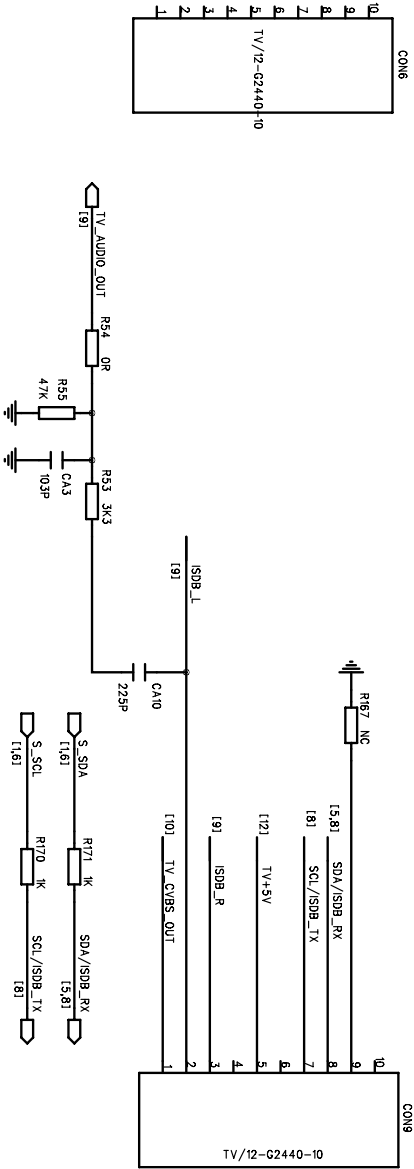 CON6
TV/12-G2440-10
1
2
3
4
5
6
7
8
9
10
TV_AUDIO_OUT
[9]
R54
0R
R55
47K
CA3
103P
R53
3K3
ISDB_L
[9]
CA10
225P
R167
NC
S_SCL
[1,6]
S_SDA
[1,6]
R170
1K
R171
1K
SCL/ISDB_TX
[8]
SDA/ISDB_RX
[5,8]
[10]
TV_CVBS_OUT
[9]
ISDB_R
[12]
TV+5V
[8]
SCL/ISDB_TX
[5,8]
SDA/ISDB_RX
1
2
3
4
5
6
7
8
9
10
CON9
TV/12-G2440-10